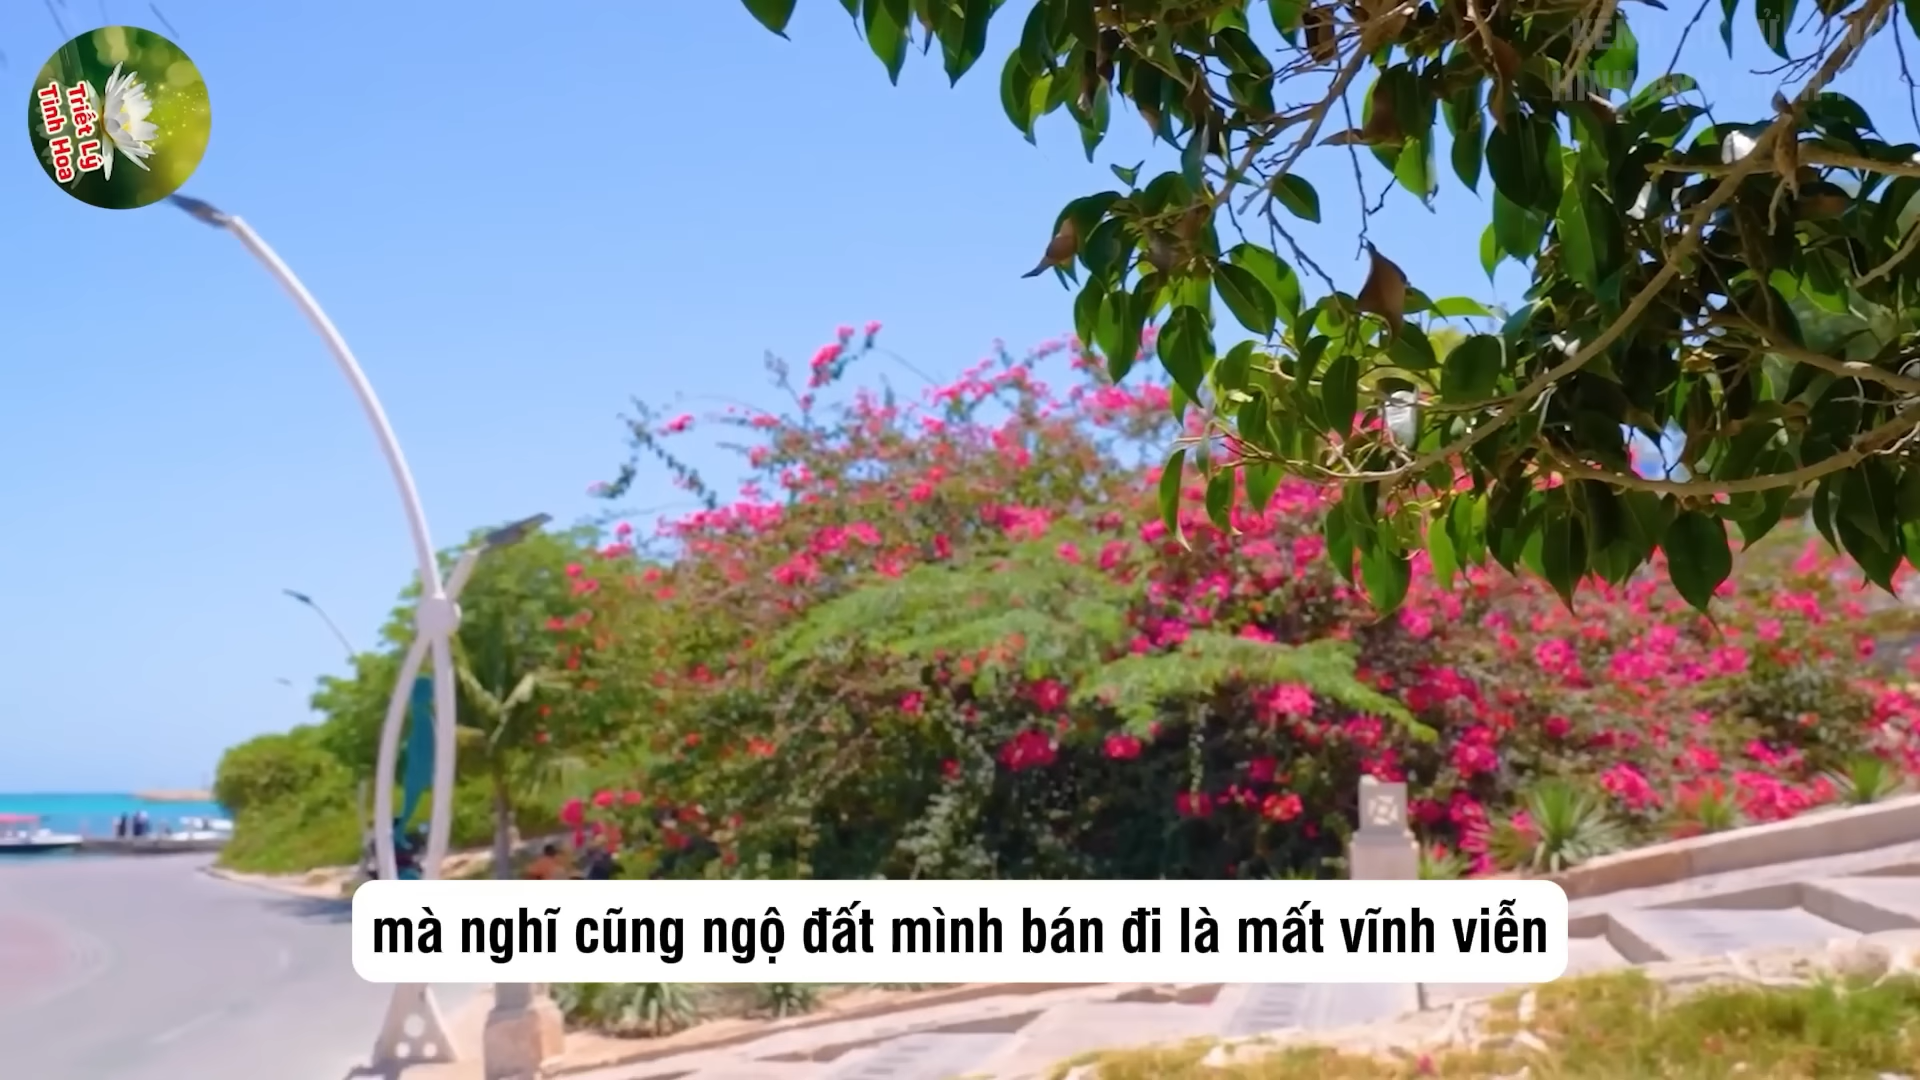 Triết Lý
Tinh Hoa
mà nghĩ cũng ngộ đất mình bán đi là mất vĩnh viễn